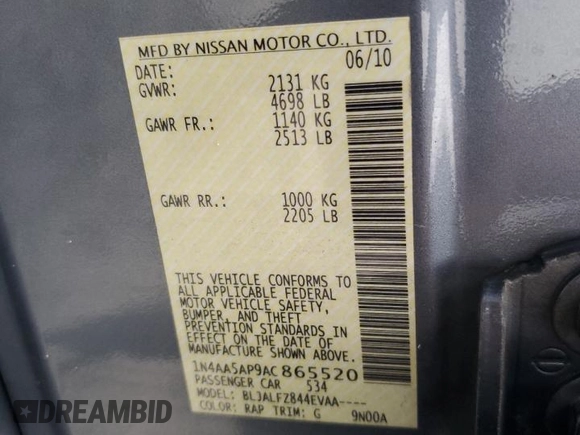 MFD BY NISSAN MOTOR CO., LTD.
DATE: 06/10
GVWR: 2131 KG
4698 LB
GAWR FR.: 1140 KG
2513 LB
GAWR RR.: 1000 KG
2205 LB
THIS VEHICLE CONFORMS TO
ALL APPLICABLE FEDERAL
MOTOR VEHICLE SAFETY,
BUMPER, AND THEFT
PREVENTION STANDARDS IN
EFFECT ON THE DATE OF
MANUFACTURE SHOWN ABOVE.
1N4AA5AP9AC865520
PASSENGER CAR 534
MODEL: BLJALFZ844EVAA----
COLOR: RAP TRIM: G 9N00A
DREAMBID